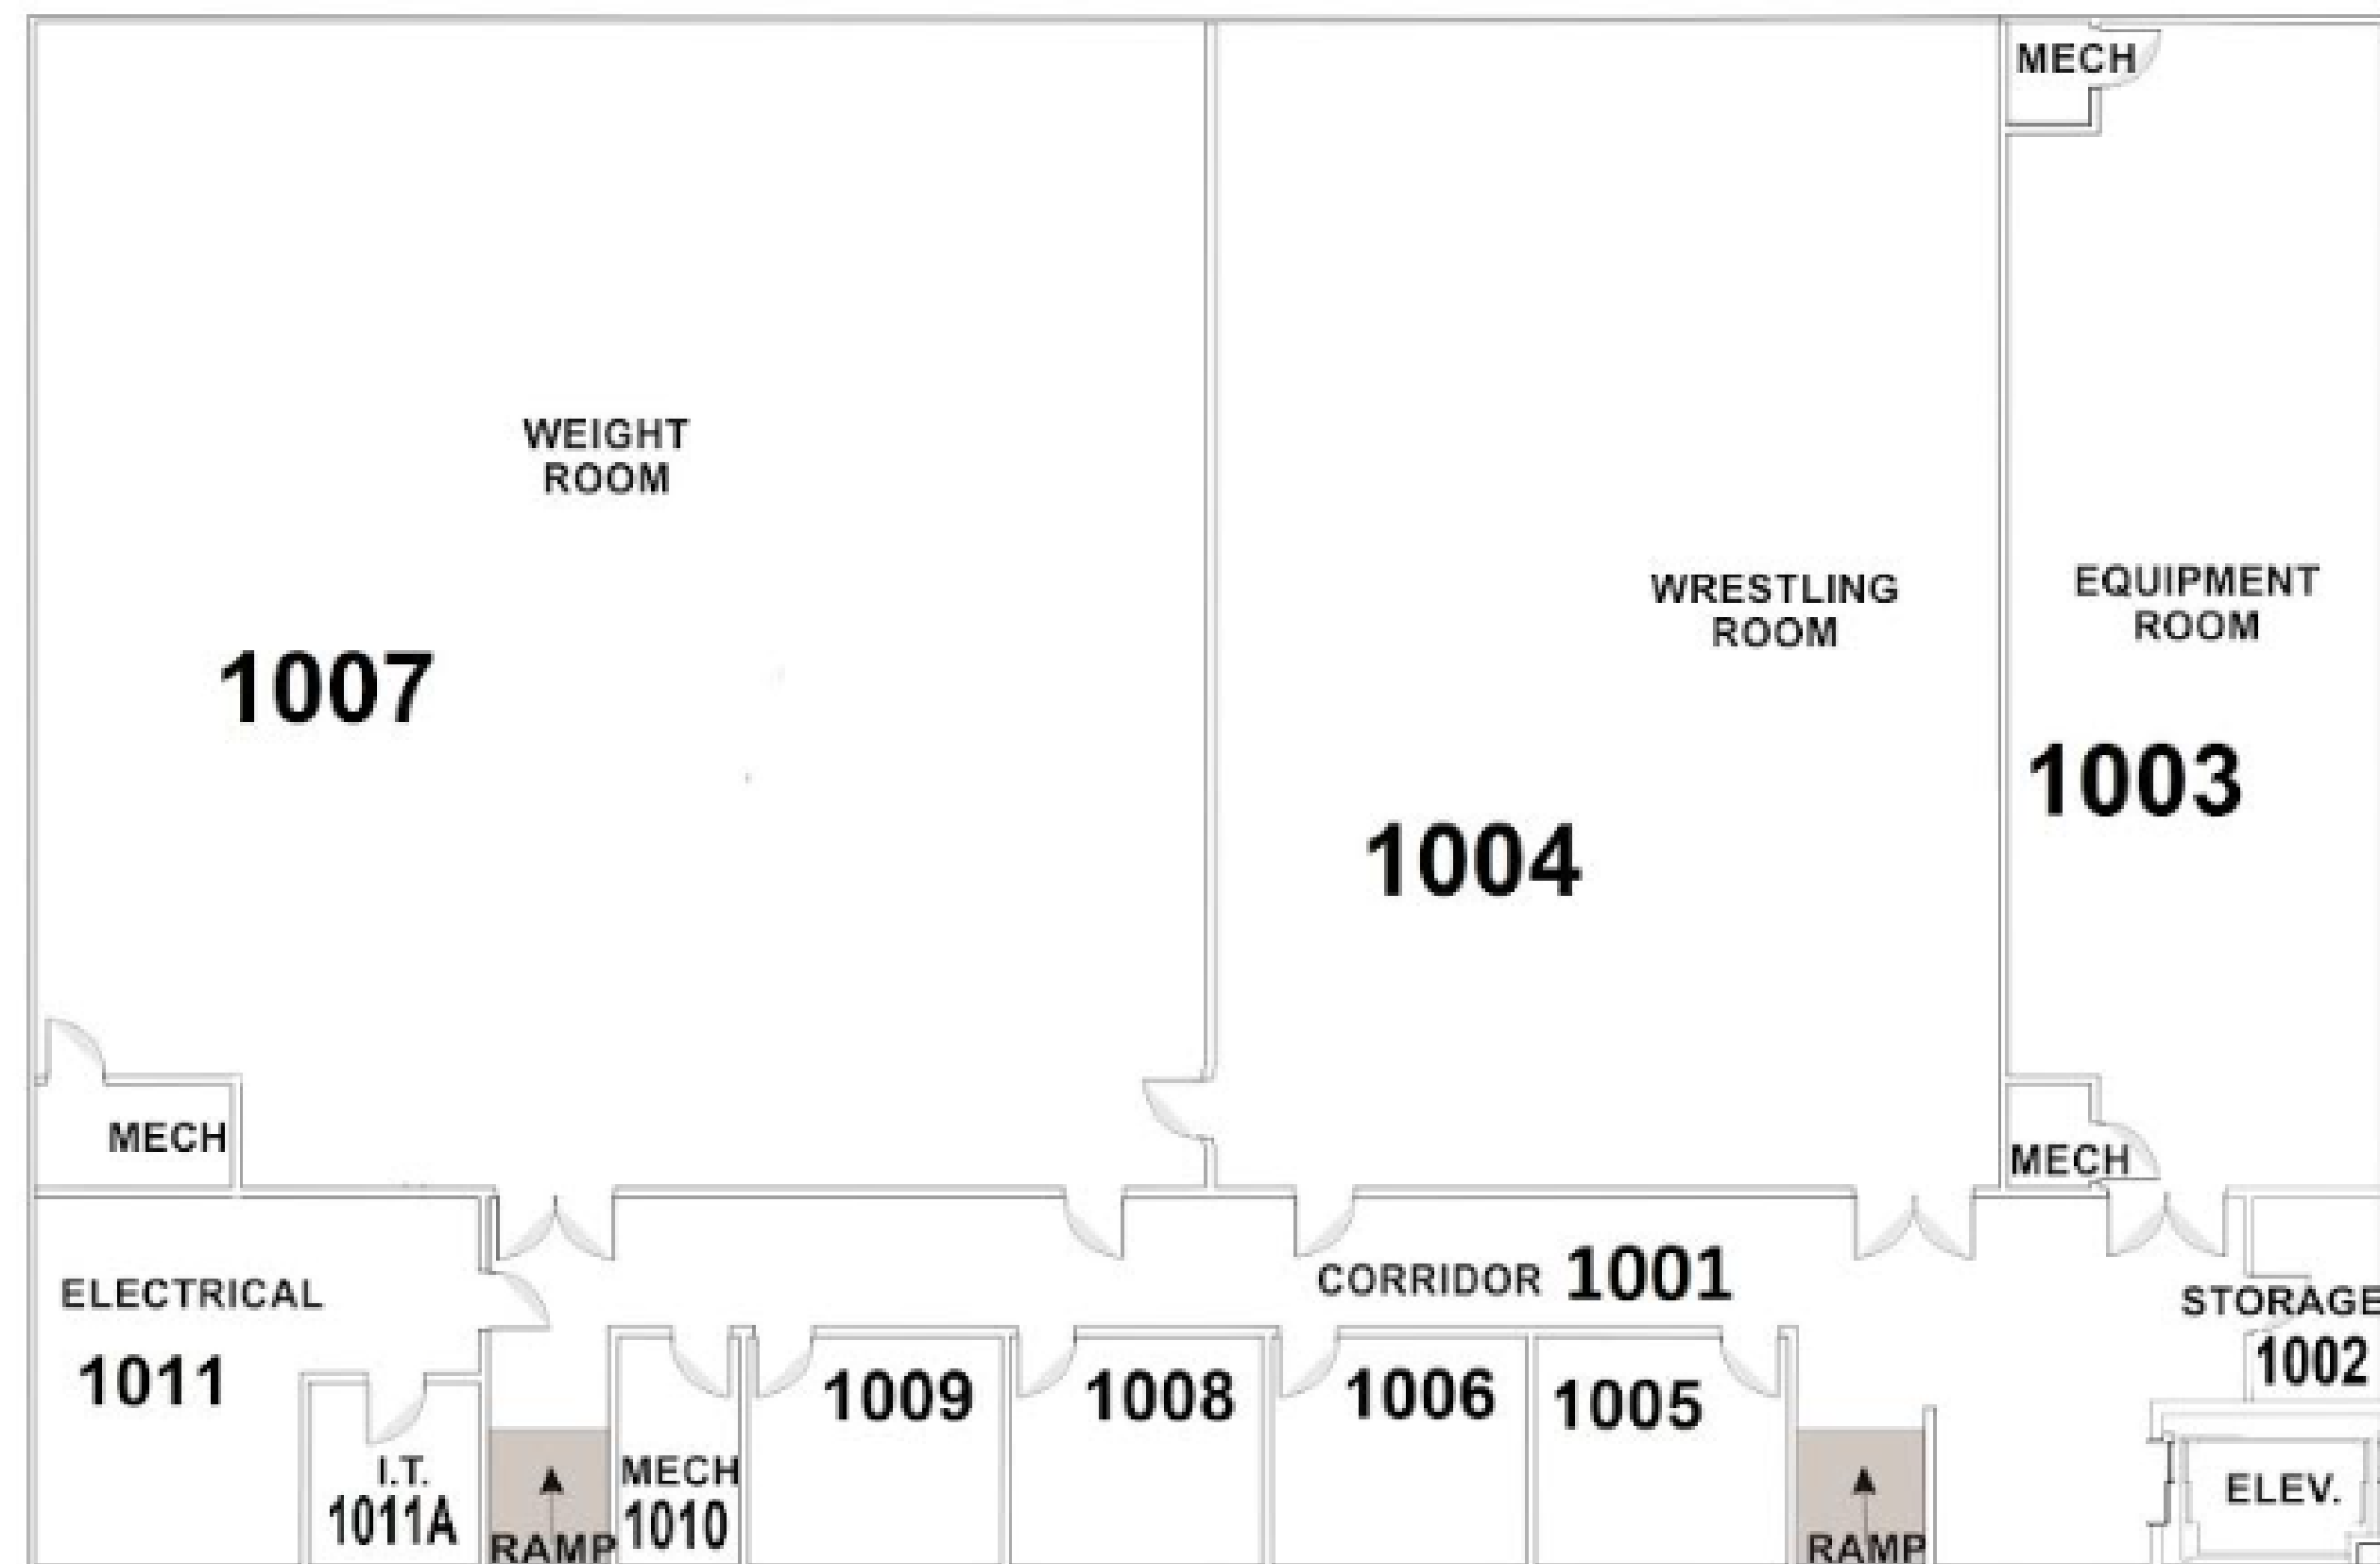 MECH
WEIGHT
ROOM
1007
WRESTLING
ROOM
1004
EQUIPMENT
ROOM
1003
MECH
MECH
ELECTRICAL
1011
CORRIDOR 1001
STORAGE
1002
1009
1008
1006
1005
I.T.
1011A
RAMP
MECH
1010
RAMP
ELEV.